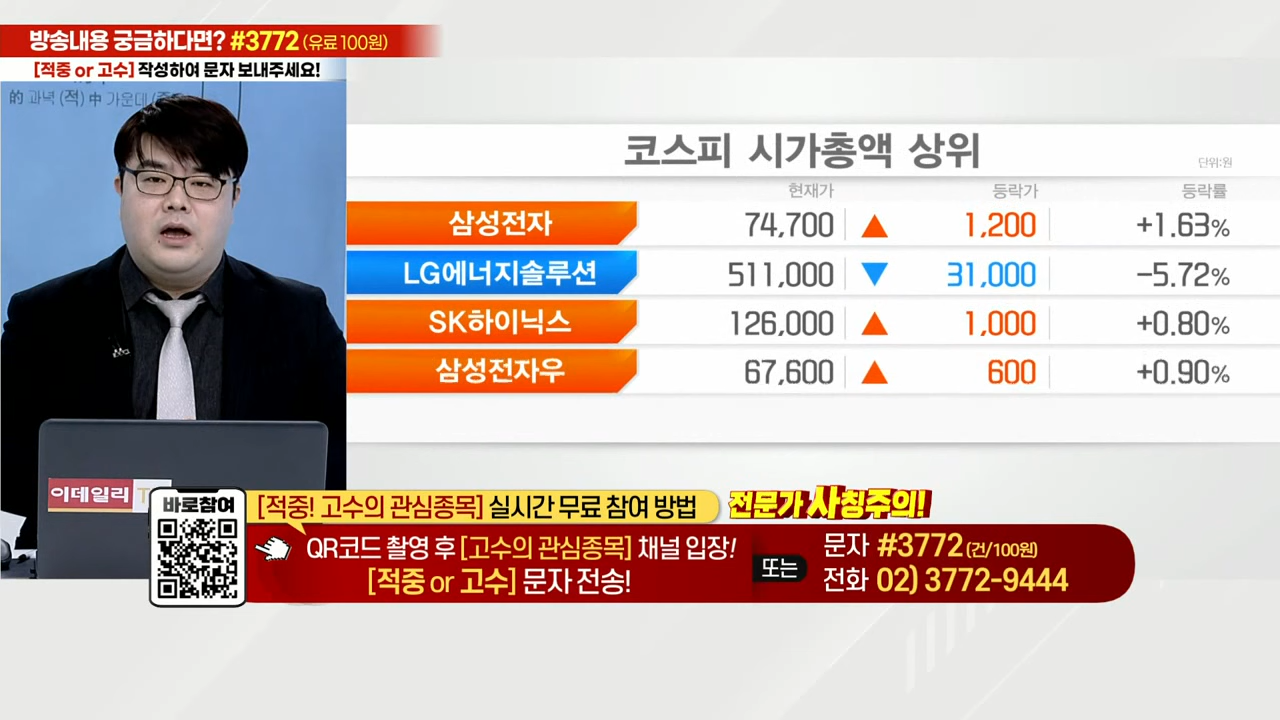 방송내용 궁금하다면? #3772 (유료 100원)
[적중 or 고수] 작성하여 문자 보내주세요!
的 과녁 (적) 中 가운데
코스피 시가총액 상위
단위:원
현재가 등락가 등락률
삼성전자 74,700 ▲ 1,200 +1.63%
LG에너지솔루션 511,000 ▼ 31,000 -5.72%
SK하이닉스 126,000 ▲ 1,000 +0.80%
삼성전자우 67,600 ▲ 600 +0.90%
이데일리 T
바로참여
[적중! 고수의 관심종목] 실시간 무료 참여 방법
전문가 사칭주의!
QR코드 촬영 후 [고수의 관심종목] 채널 입장!
[적중 or 고수] 문자 전송!
또는
문자 #3772 (건/100원)
전화 02) 3772-9444